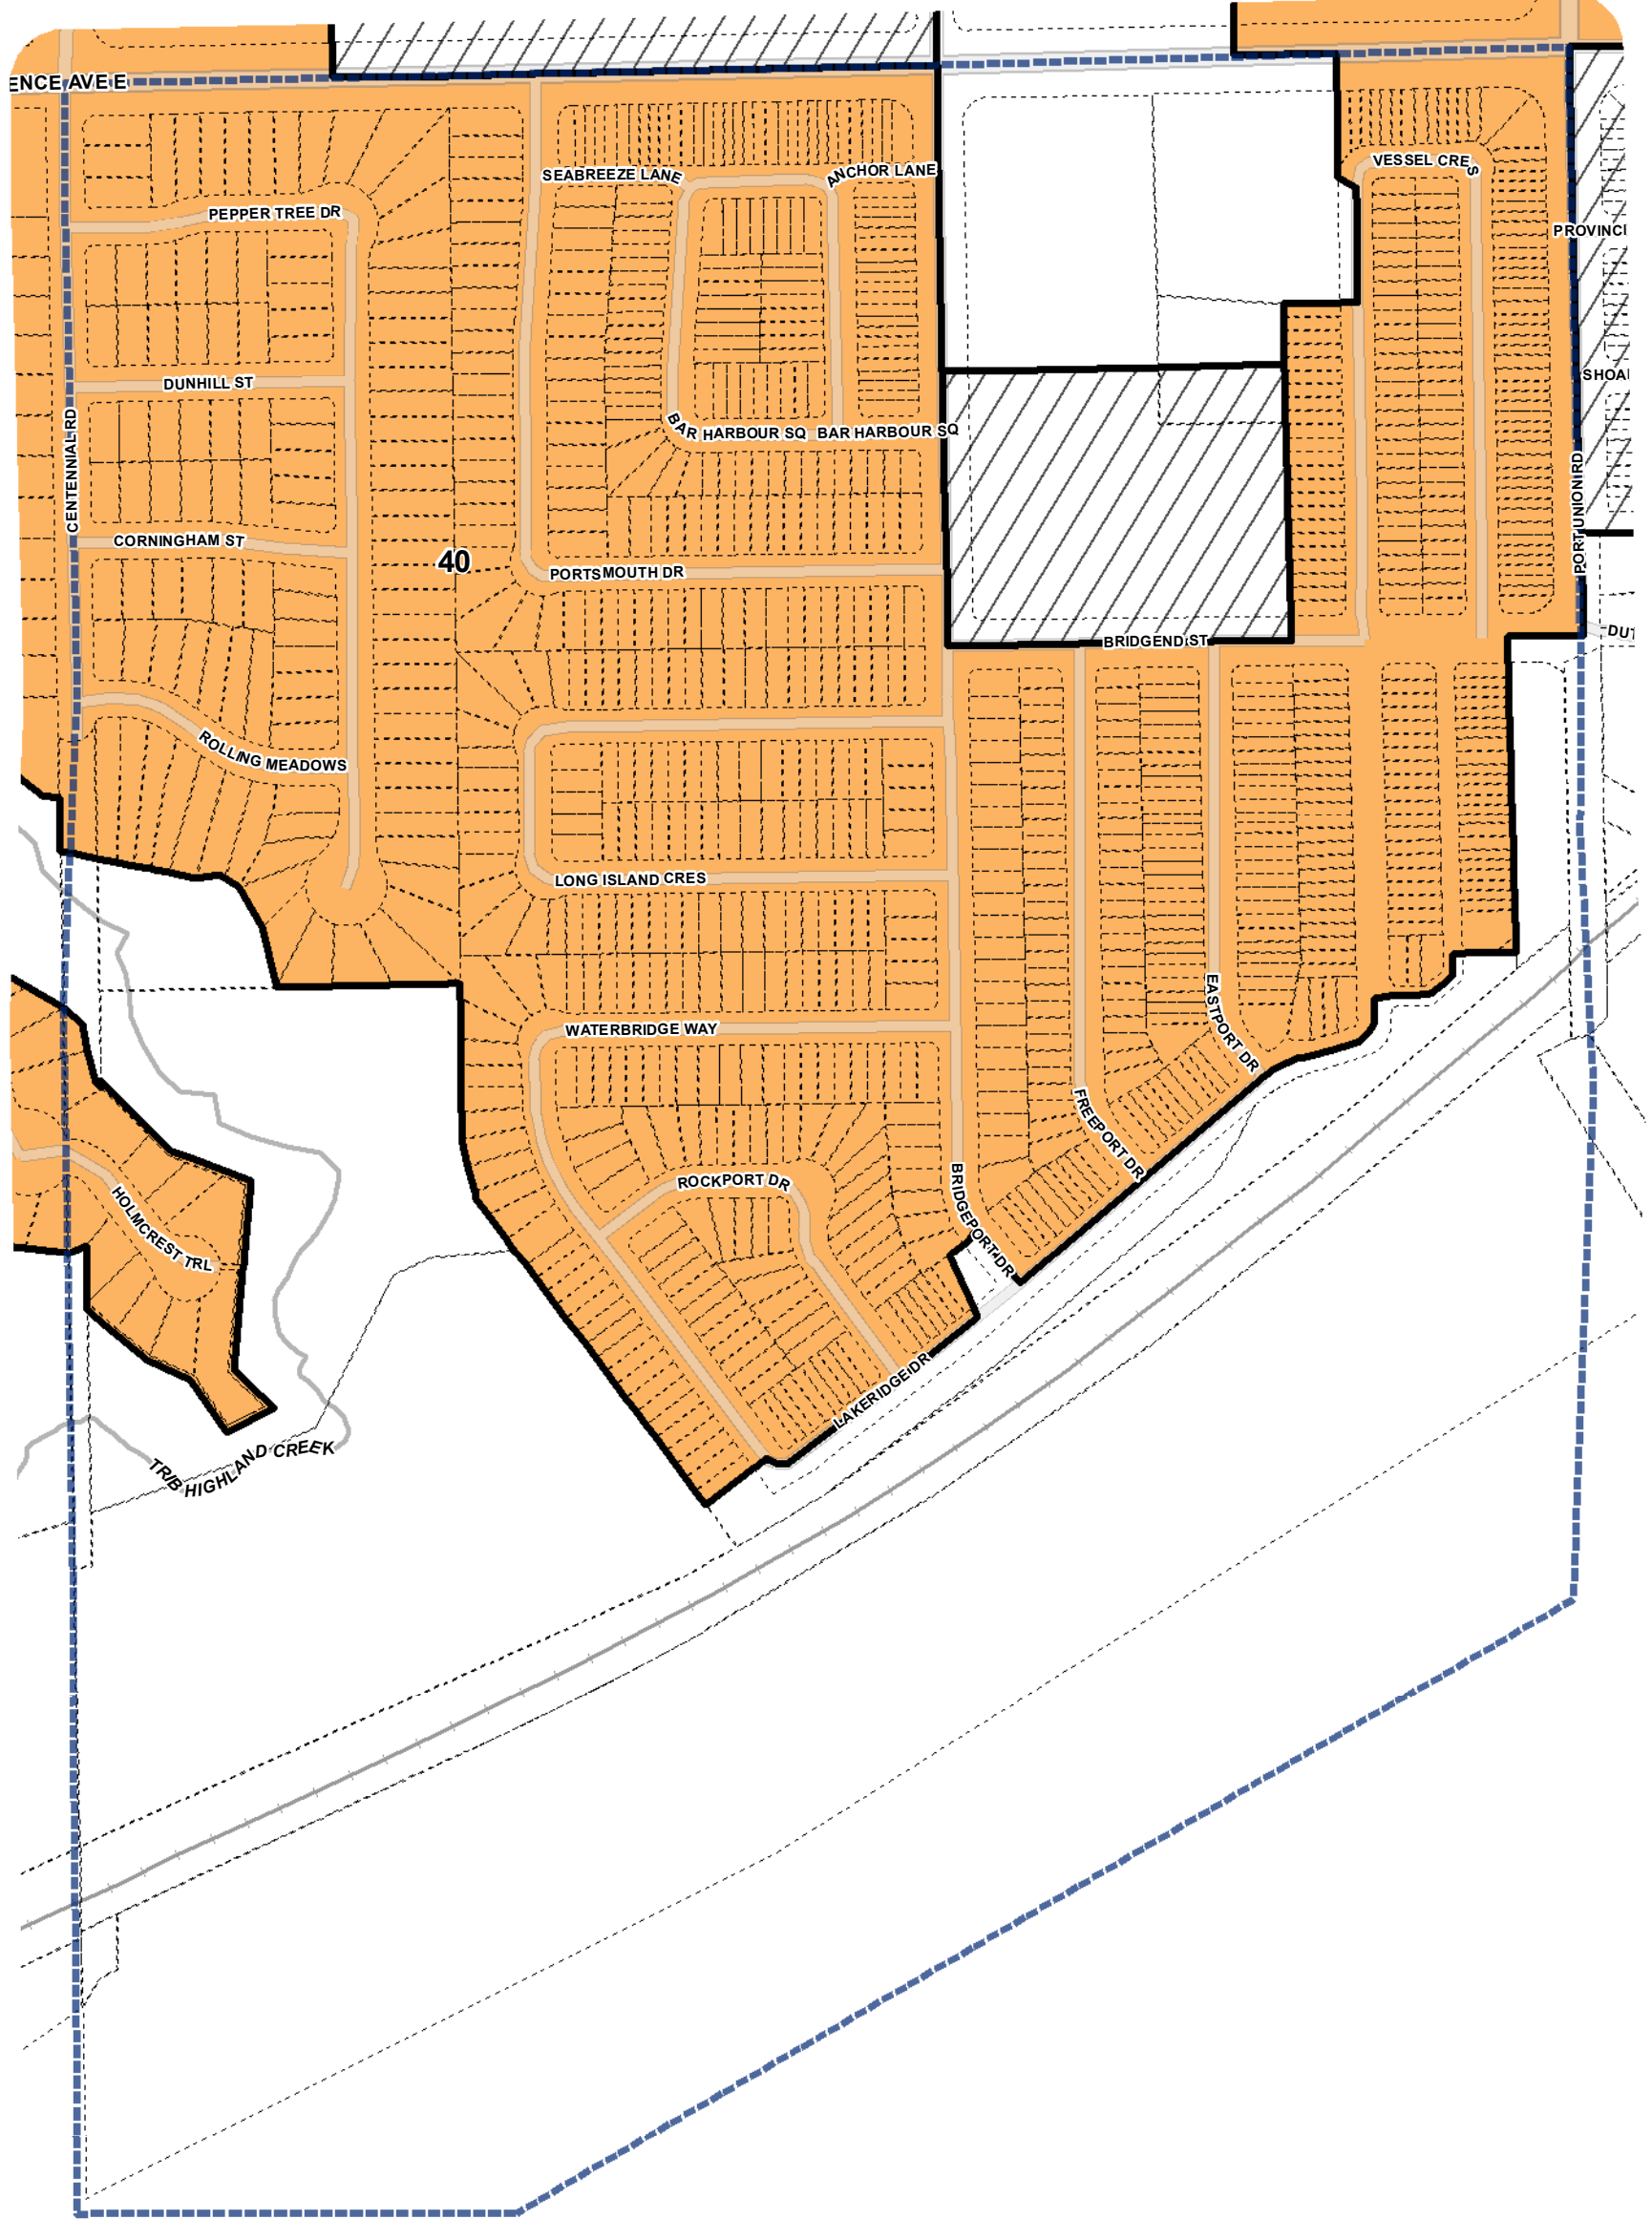 ENCE AVE E
VESSEL CRES
SEABREEZE LANE
ANCHOR LANE
PEPPER TREE DR
PROVINCI
SHOAI
DUNHILL ST
CENTENNIAL RD
BAR HARBOUR SQ
BAR HARBOUR SQ
PORT UNION RD
CORNINGHAM ST
40
PORTSMOUTH DR
BRIDGEND ST
DUT
ROLLING MEADOWS
LONG ISLAND CRES
WATERBRIDGE WAY
EASTPORT DR
FREEPORT DR
ROCKPORT DR
BRIDGEPORT DR
HOLMCREST TRL
LAKERIDGE DR
TRIB HIGHLAND CREEK